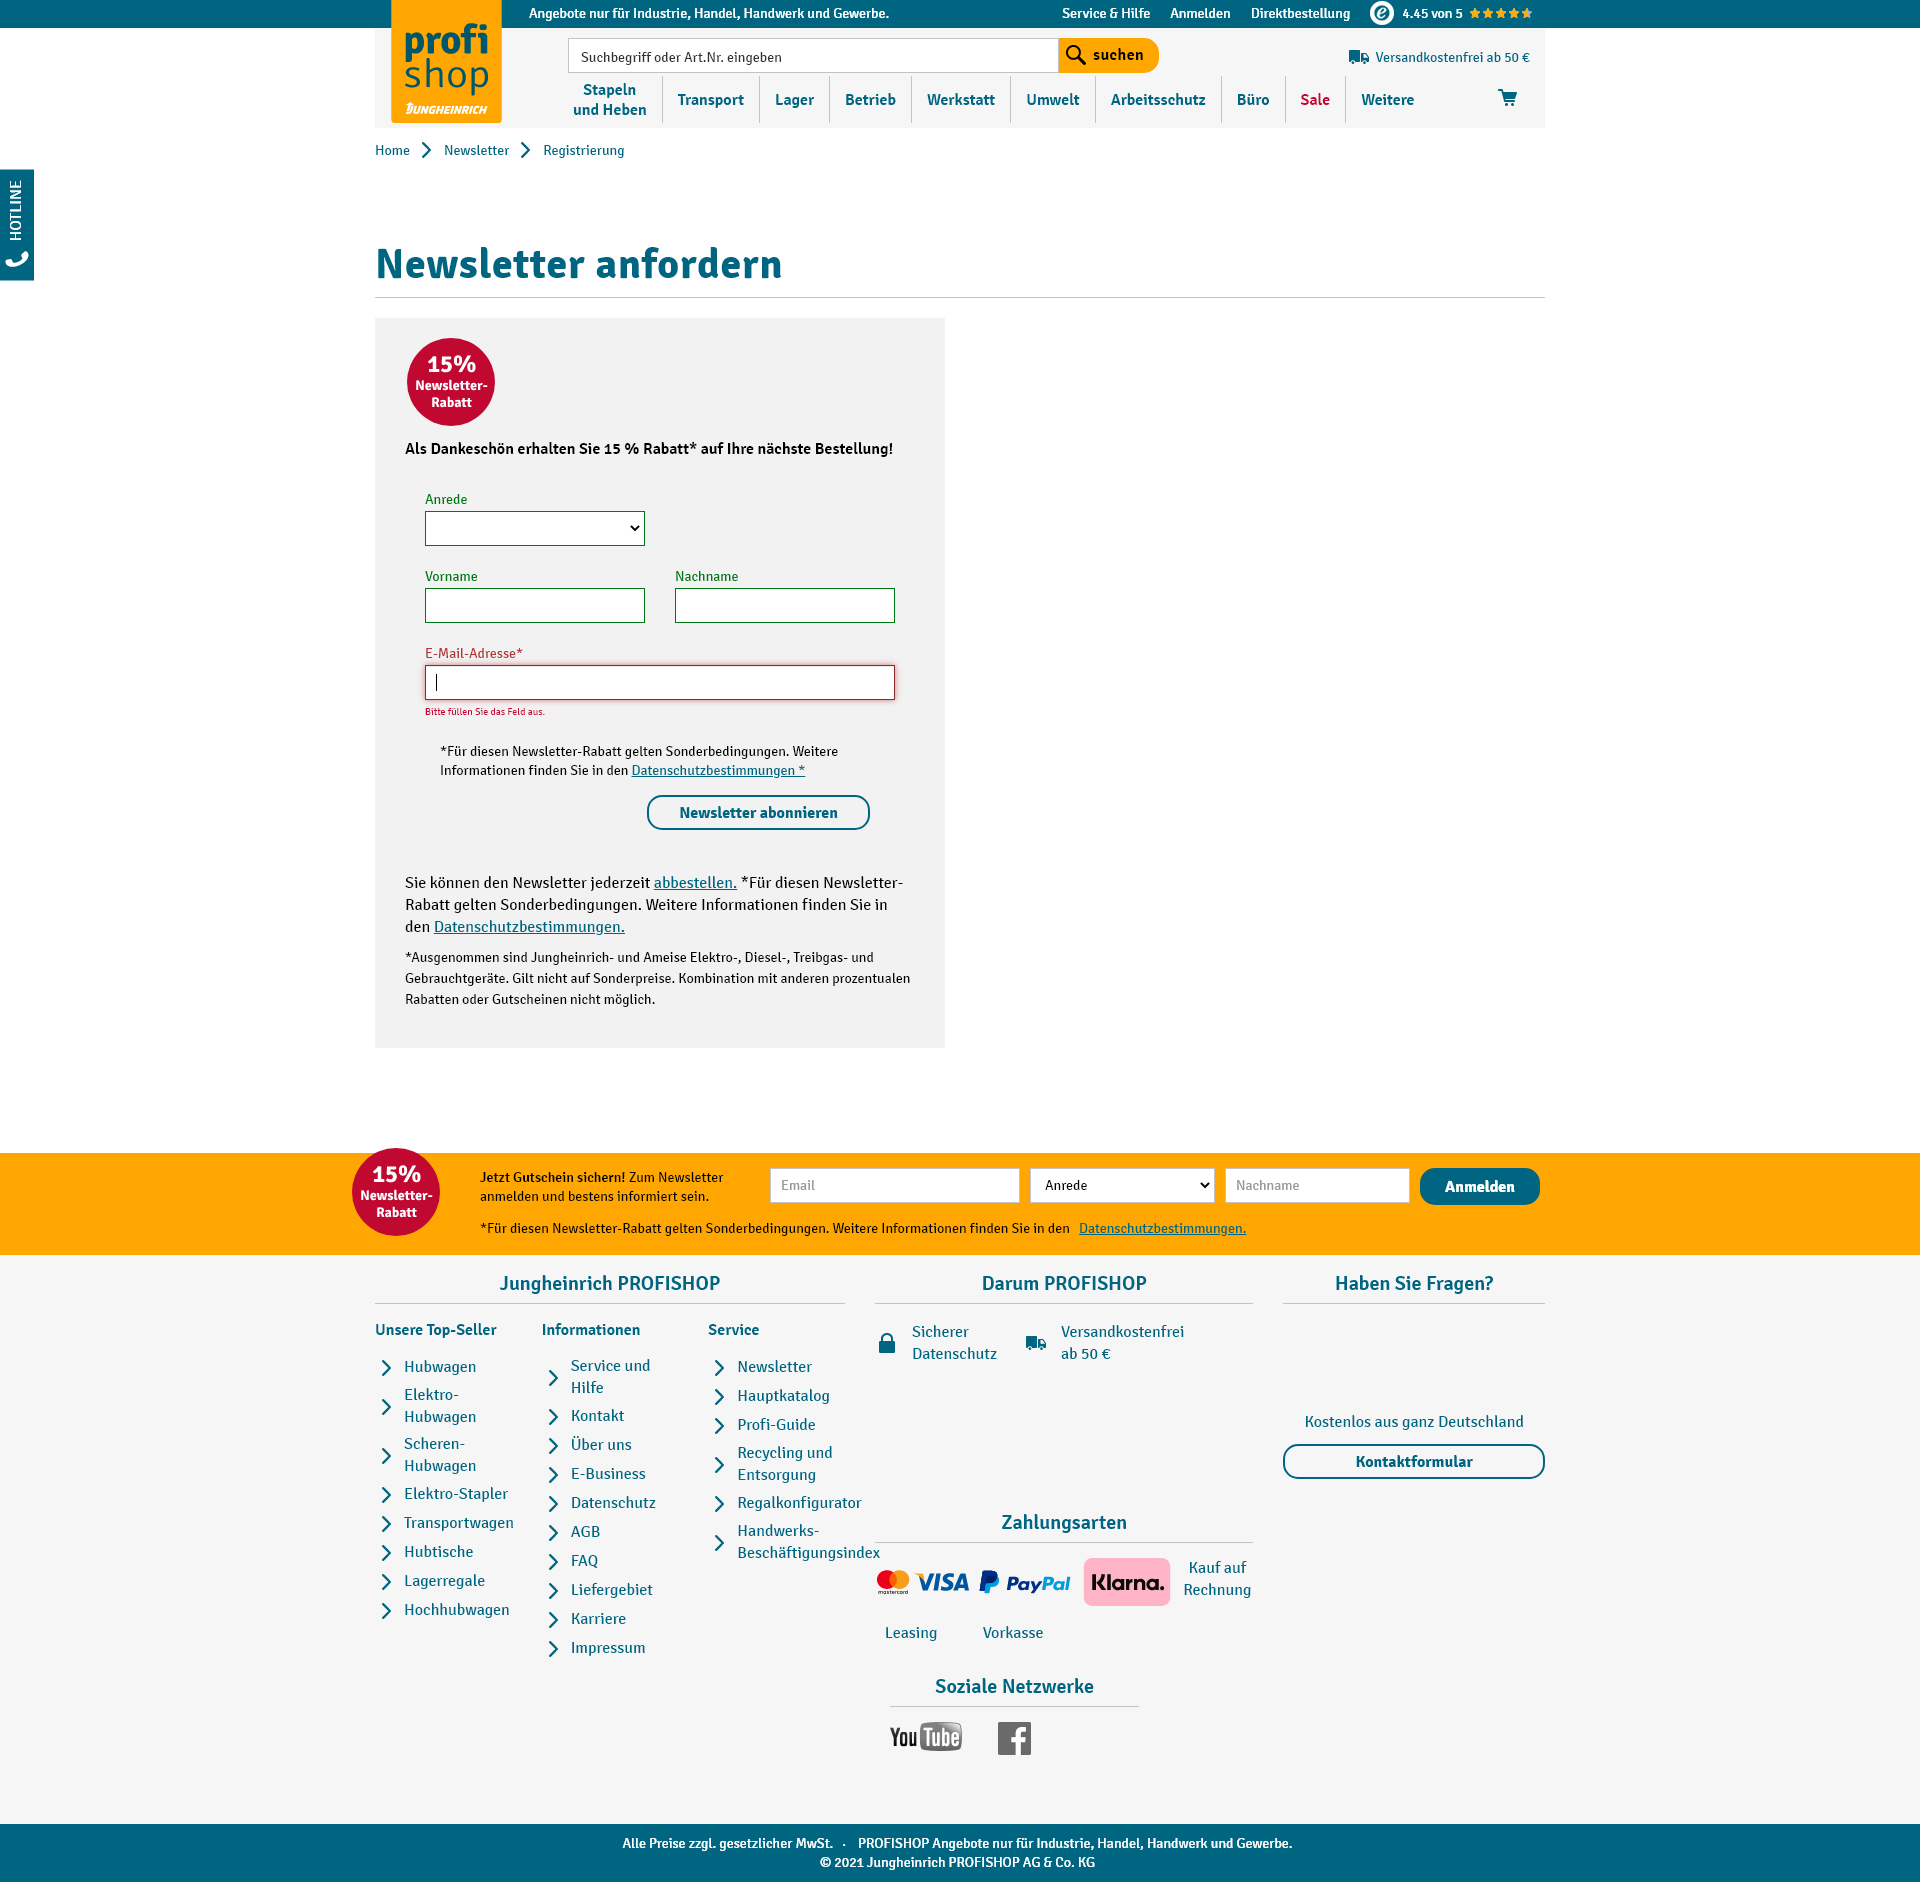 Angebote nur für Industrie, Handel, Handwerk und Gewerbe.
Service & Hilfe
Anmelden
Direktbestellung
4.45 von 5
profi
shop
JUNGHEINRICH
Suchbegriff oder Art.Nr. eingeben
suchen
Versandkostenfrei ab 50 €
Stapeln
und Heben
Transport
Lager
Betrieb
Werkstatt
Umwelt
Arbeitsschutz
Büro
Sale
Weitere
Home
Newsletter
Registrierung
HOTLINE
Newsletter anfordern
15%
Newsletter-
Rabatt
Als Dankeschön erhalten Sie 15 % Rabatt* auf Ihre nächste Bestellung!
Anrede
Vorname
Nachname
E-Mail-Adresse*
Bitte füllen Sie das Feld aus.
*Für diesen Newsletter-Rabatt gelten Sonderbedingungen. Weitere
Informationen finden Sie in den Datenschutzbestimmungen *
Newsletter abonnieren
Sie können den Newsletter jederzeit abbestellen. *Für diesen Newsletter-
Rabatt gelten Sonderbedingungen. Weitere Informationen finden Sie in
den Datenschutzbestimmungen.
*Ausgenommen sind Jungheinrich- und Ameise Elektro-, Diesel-, Treibgas- und
Gebrauchtgeräte. Gilt nicht auf Sonderpreise. Kombination mit anderen prozentualen
Rabatten oder Gutscheinen nicht möglich.
15%
Newsletter-
Rabatt
Jetzt Gutschein sichern! Zum Newsletter
anmelden und bestens informiert sein.
Email
Anrede
Nachname
Anmelden
*Für diesen Newsletter-Rabatt gelten Sonderbedingungen. Weitere Informationen finden Sie in den Datenschutzbestimmungen.
Jungheinrich PROFISHOP
Unsere Top-Seller
Hubwagen
Elektro-
Hubwagen
Scheren-
Hubwagen
Elektro-Stapler
Transportwagen
Hubtische
Lagerregale
Hochhubwagen
Informationen
Service und
Hilfe
Kontakt
Über uns
E-Business
Datenschutz
AGB
FAQ
Liefergebiet
Karriere
Impressum
Service
Newsletter
Hauptkatalog
Profi-Guide
Recycling und
Entsorgung
Regalkonfigurator
Handwerks-
Beschäftigungsindex
Darum PROFISHOP
Sicherer
Datenschutz
Versandkostenfrei
ab 50 €
Zahlungsarten
mastercard
VISA
PayPal
Klarna.
Kauf auf
Rechnung
Leasing
Vorkasse
Soziale Netzwerke
YouTube
Haben Sie Fragen?
Kostenlos aus ganz Deutschland
Kontaktformular
Alle Preise zzgl. gesetzlicher MwSt. · PROFISHOP Angebote nur für Industrie, Handel, Handwerk und Gewerbe.
© 2021 Jungheinrich PROFISHOP AG & Co. KG